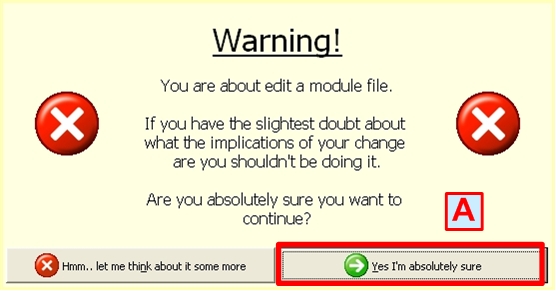 Warning!
You are about edit a module file.
If you have the slightest doubt about
what the implications of your change
are you shouldn't be doing it.
Are you absolutely sure you want to
continue?
A
Hmm.. let me think about it some more
Yes I'm absolutely sure